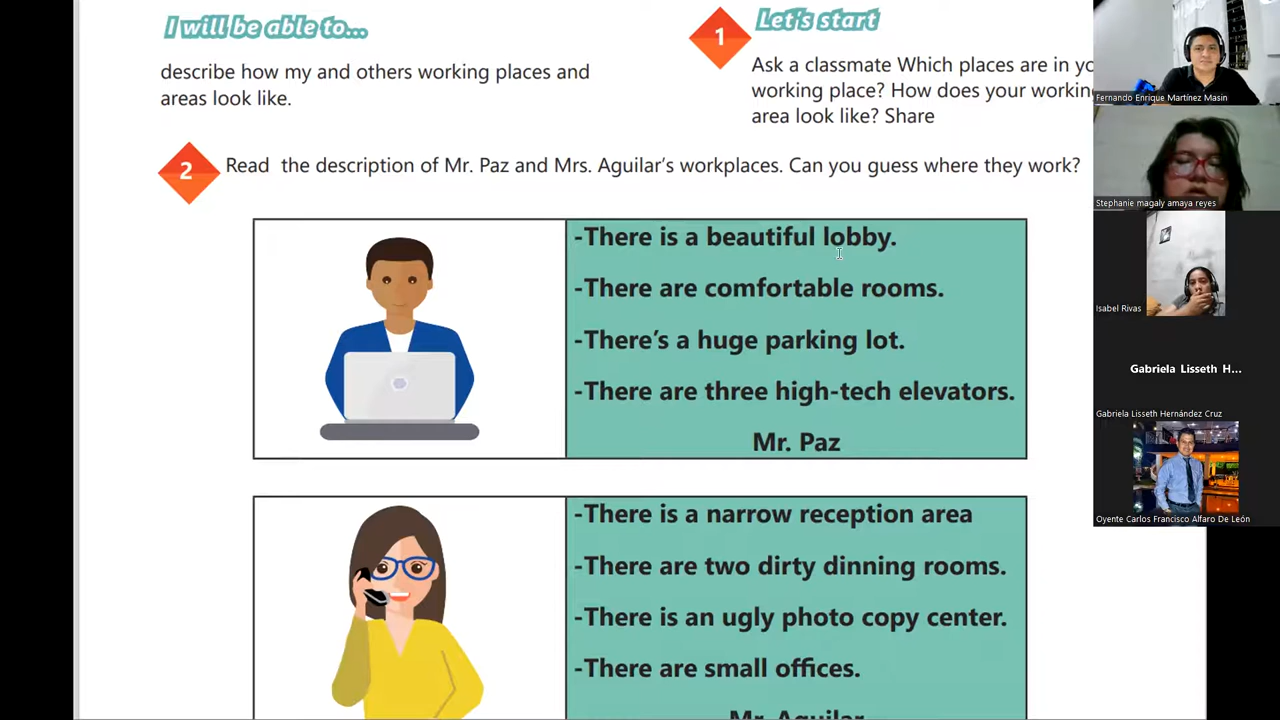 I will be able to...
describe how my and others working places and
areas look like.
1
Let's start
Ask a classmate Which places are in
working place? How does your
area look like? Share
2
Read the description of Mr. Paz and Mrs. Aguilar's workplaces. Can you guess where they work?
-There is a beautiful lobby.
-There are comfortable rooms.
-There's a huge parking lot.
-There are three high-tech elevators.
Mr. Paz
-There is a narrow reception area
-There are two dirty dinning rooms.
-There is an ugly photo copy center.
-There are small offices.
Mr. Aguilar
Fernando Enrique Martínez Masin
Stephanie magaly amaya reyes
Isabel Rivas
Gabriela Lisseth H...
Gabriela Lisseth Hernández Cruz
Oyente Carlos Francisco Alfaro De León